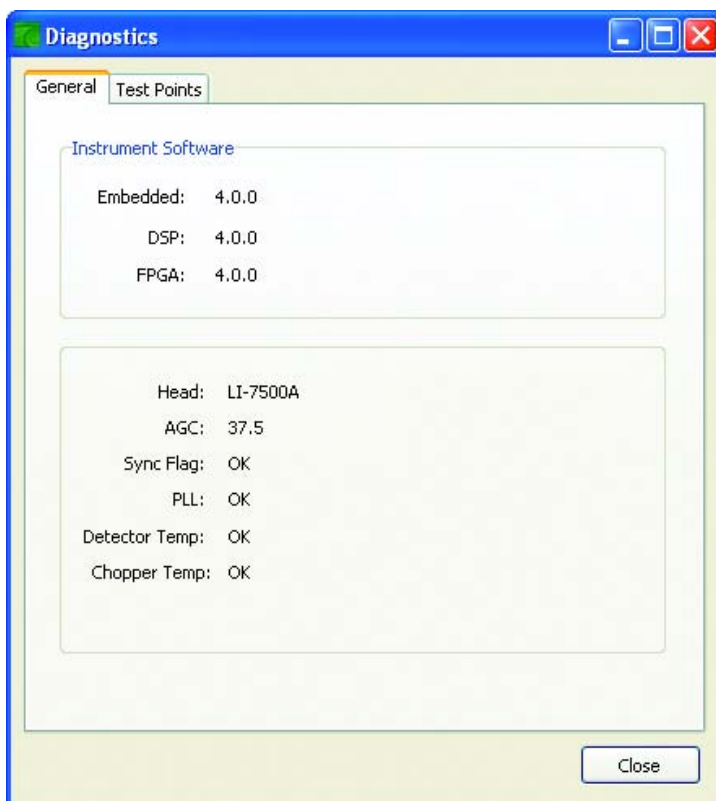 Diagnostics
General
Test Points
Instrument Software
Embedded: 4.0.0
DSP: 4.0.0
FPGA: 4.0.0
Head: LI-7500A
AGC: 37.5
Sync Flag: OK
PLL: OK
Detector Temp: OK
Chopper Temp: OK
Close